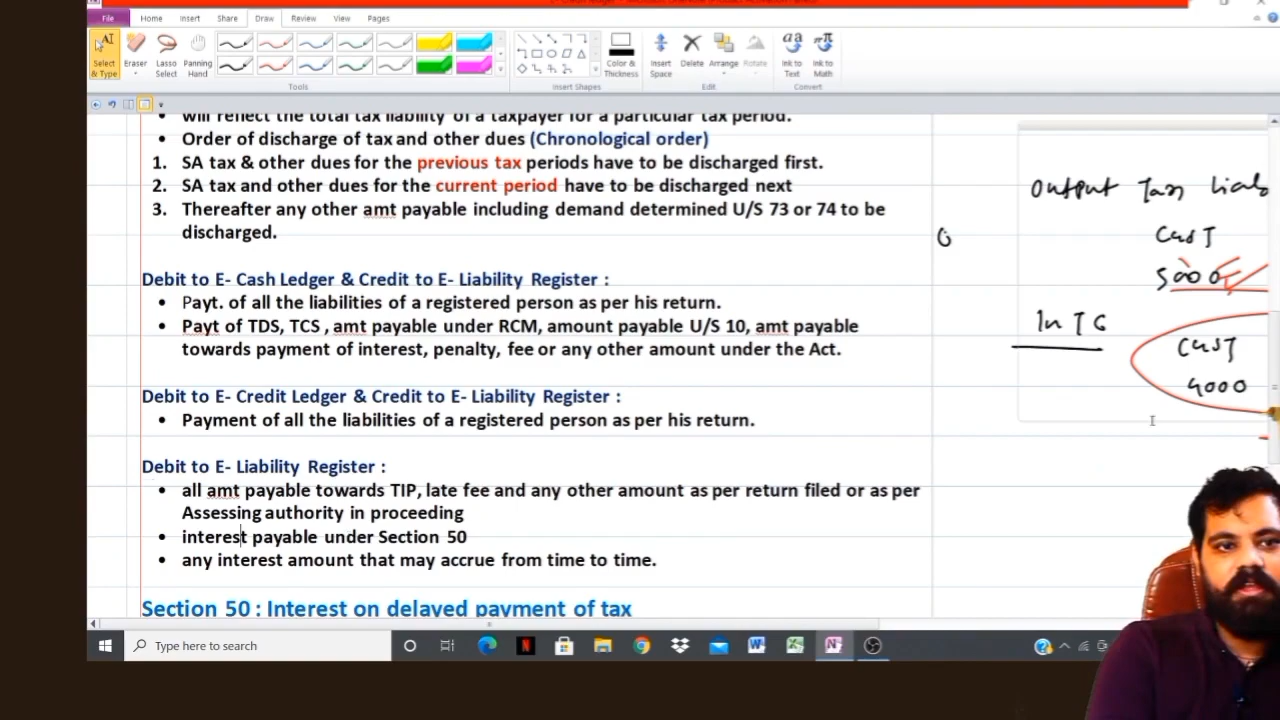 File Home Insert Share Draw Review View Pages
Select & Type Eraser Lasso Select Panning Hand Color & Thickness Insert Space Delete Arrange Rotate Ink to Text Ink to Math
Tools Insert Shapes Edit Convert
will reflect the total tax liability of a taxpayer for a particular tax period.
• Order of discharge of tax and other dues (Chronological order)
1. SA tax & other dues for the previous tax periods have to be discharged first.
2. SA tax and other dues for the current period have to be discharged next
3. Thereafter any other amt payable including demand determined U/S 73 or 74 to be
discharged.
Debit to E- Cash Ledger & Credit to E- Liability Register :
• Payt. of all the liabilities of a registered person as per his return.
• Payt of TDS, TCS , amt payable under RCM, amount payable U/S 10, amt payable
towards payment of interest, penalty, fee or any other amount under the Act.
Debit to E- Credit Ledger & Credit to E- Liability Register :
• Payment of all the liabilities of a registered person as per his return.
Debit to E- Liability Register :
• all amt payable towards TIP, late fee and any other amount as per return filed or as per
Assessing authority in proceeding
• interest payable under Section 50
• any interest amount that may accrue from time to time.
Section 50 : Interest on delayed payment of tax
Output Tax Liab
CGST
5000
CGST
4000
Type here to search